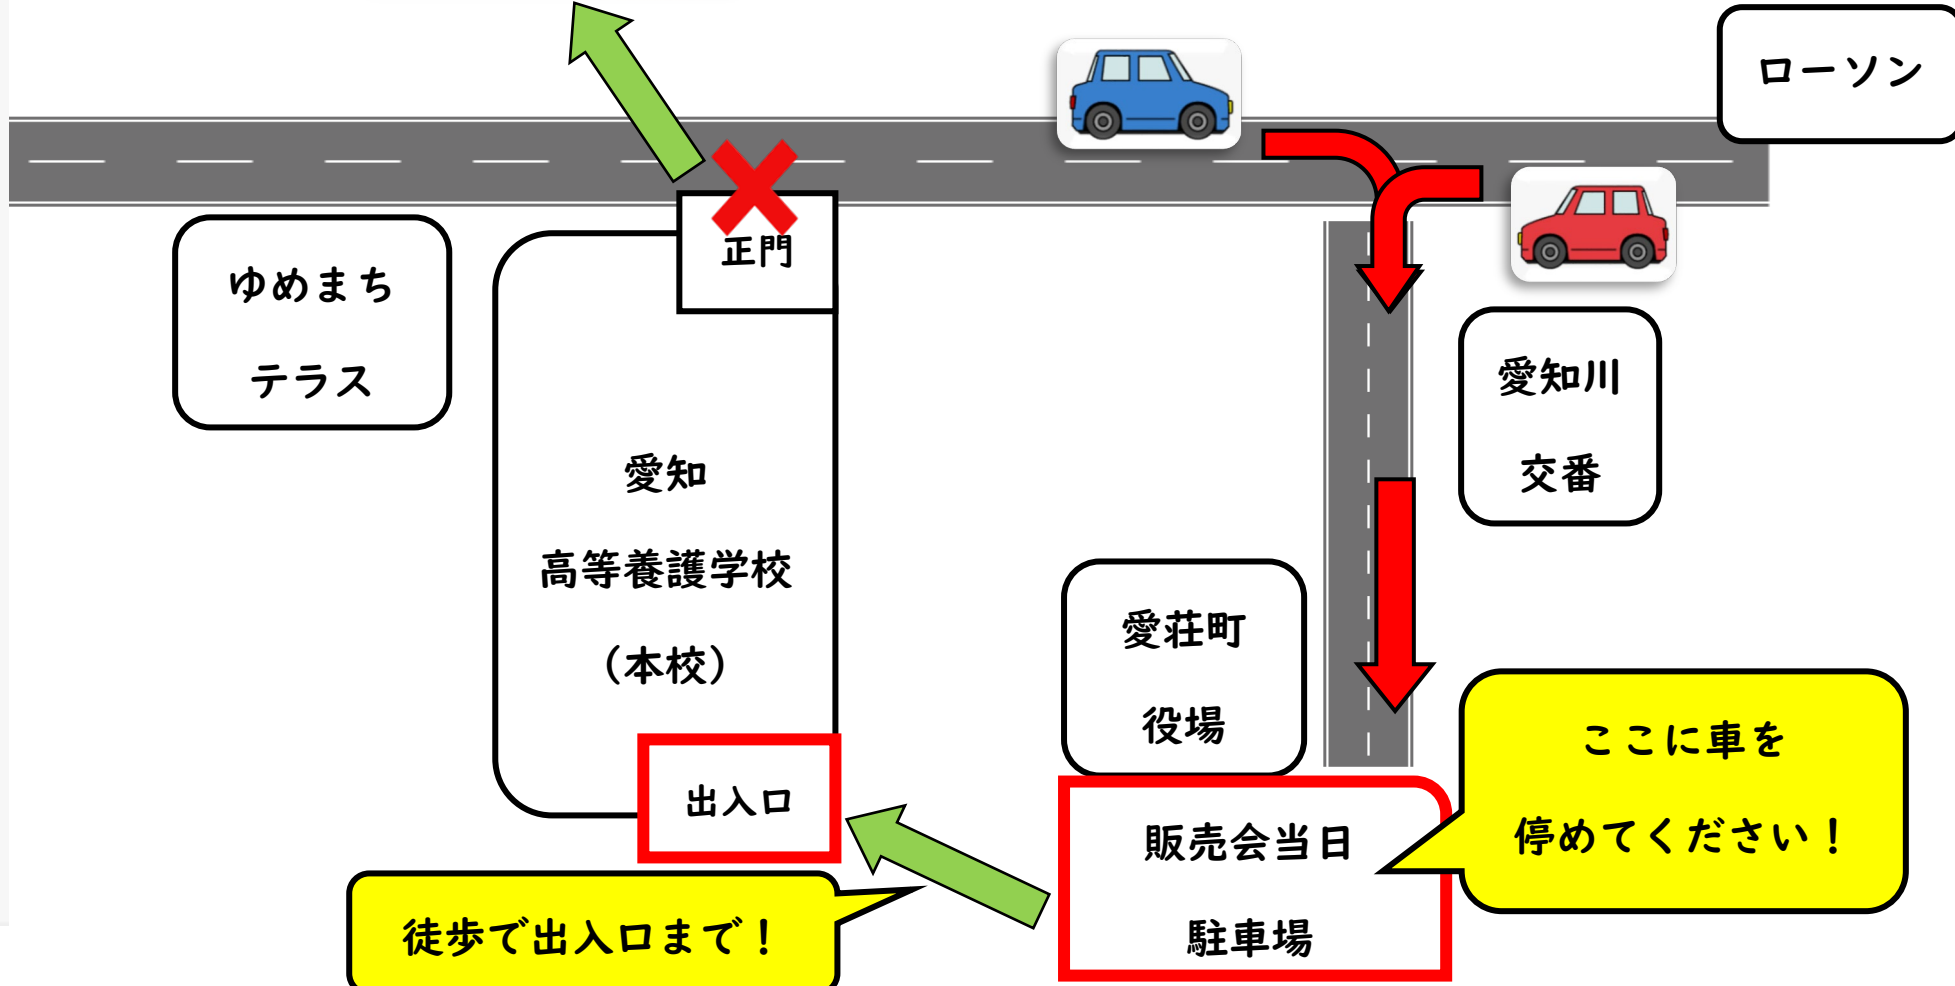 ローソン
正門
ゆめまち
テラス
愛知
高等養護学校
（本校）
出入口
愛知川
交番
愛荘町
役場
ここに車を
停めてください！
販売会当日
駐車場
徒歩で出入口まで！